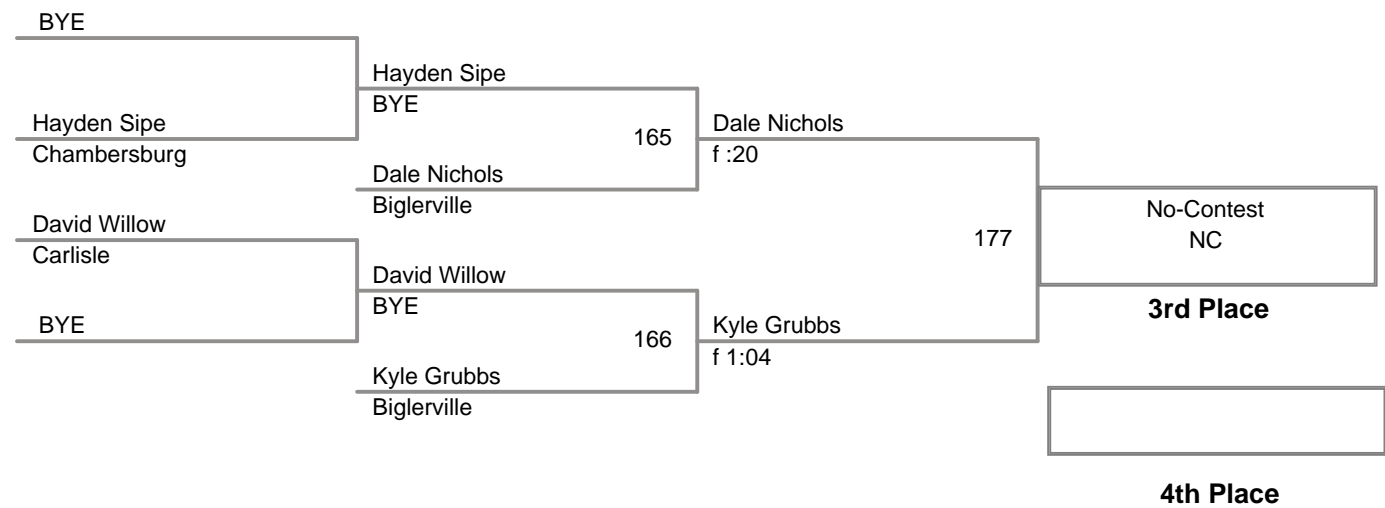 BYE
Hayden Sipe
Chambersburg
David Willow
Carlisle
BYE
Hayden Sipe
BYE
165
Dale Nichols
Biglerville
David Willow
BYE
166
Kyle Grubbs
Biglerville
Dale Nichols
f :20
177
Kyle Grubbs
f 1:04
No-Contest
NC
3rd Place
4th Place